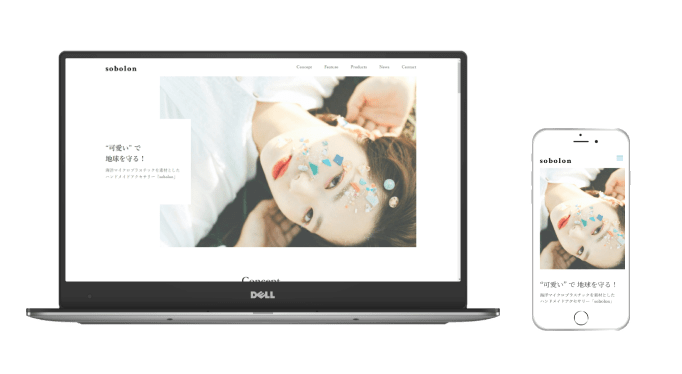 sobolon
Concept Feature Products News Contact
“可愛い” で
地球を守る！
海洋マイクロプラスチックを素材とした
ハンドメイドアクセサリー「sobolon」
Concept
DELL
sobolon
“可愛い” で 地球を守る！
海洋マイクロプラスチックを素材とした
ハンドメイドアクセサリー「sobolon」